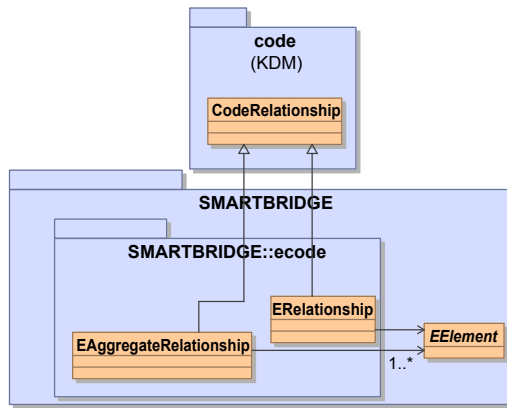 code
(KDM)
CodeRelationship
SMARTBRIDGE
SMARTBRIDGE::ecode
ERelationship
EAggregateRelationship
EElement
1..*